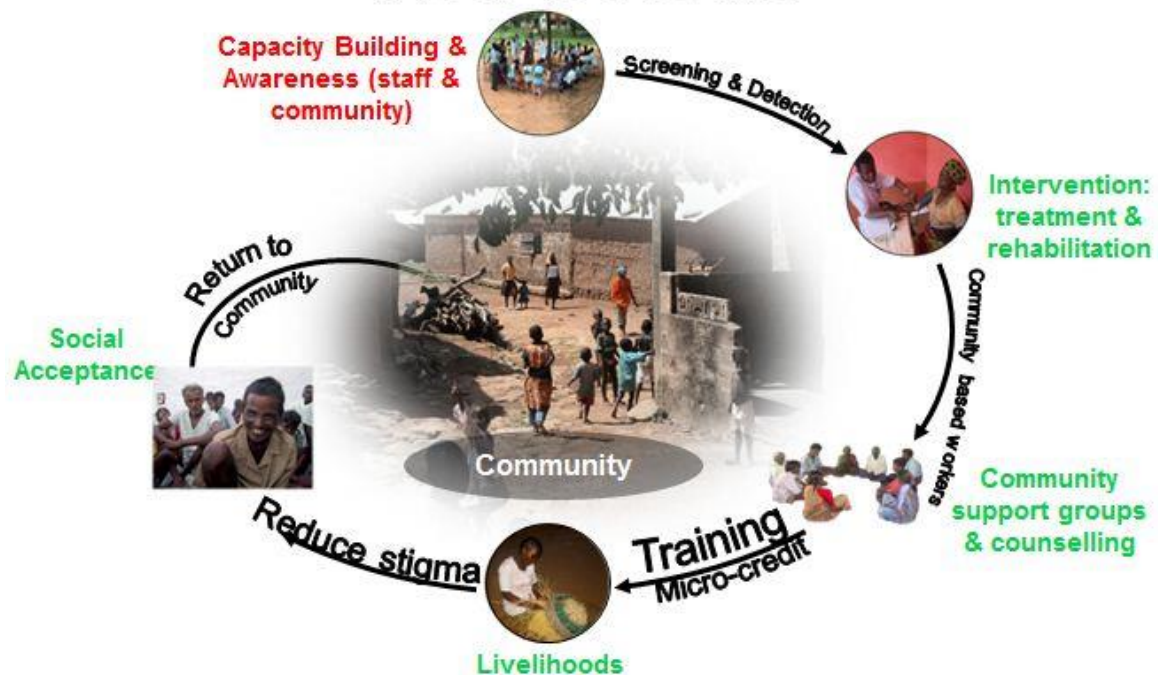 Capacity Building &
Awareness (staff &
community)
Screening & Detection
Intervention:
treatment &
rehabilitation
Community based workers
Community
support groups
& counselling
Training
Micro-credit
Livelihoods
Reduce stigma
Social
Acceptance
Return to
Community
Community